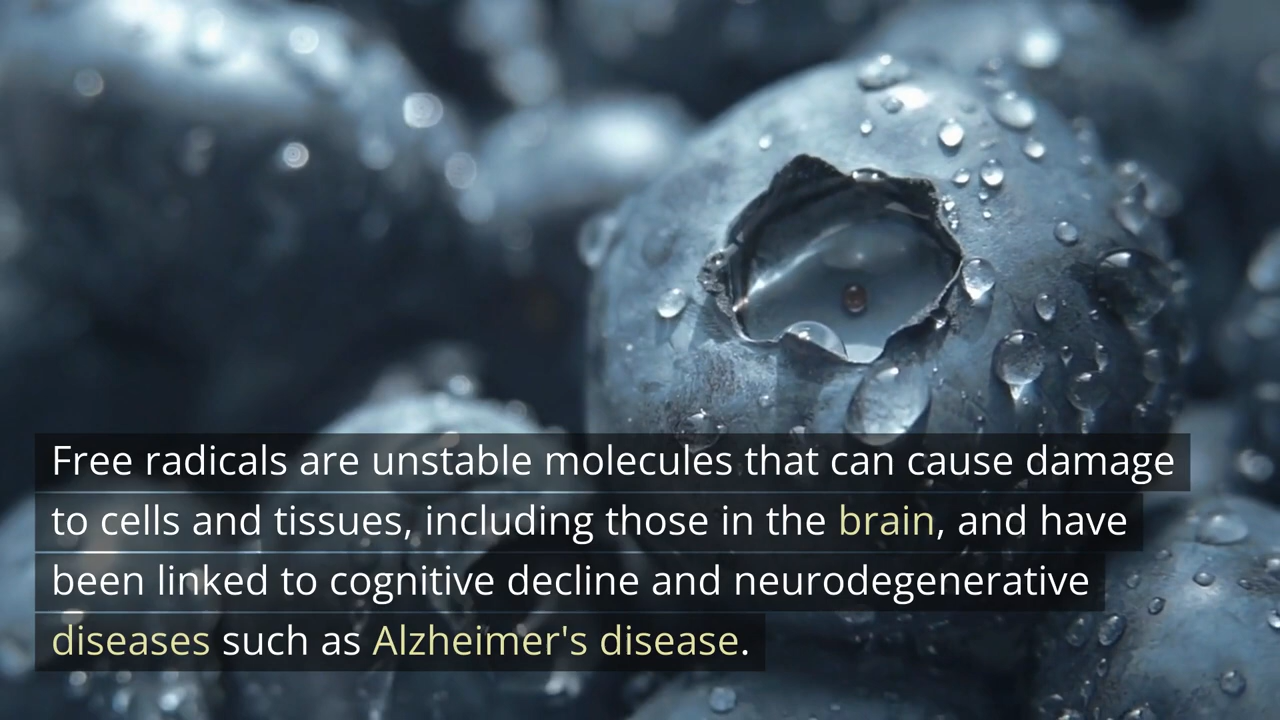 Free radicals are unstable molecules that can cause damage
to cells and tissues, including those in the brain, and have
been linked to cognitive decline and neurodegenerative
diseases such as Alzheimer's disease.